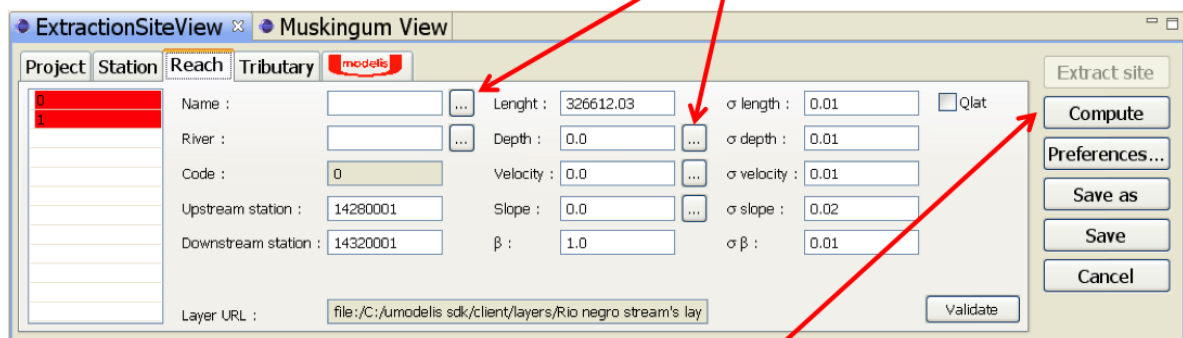 ExtractionSiteView Muskingum View
Project Station Reach Tributary modelis
Extract site
0 Name : ... Lenght : 326612.03 σ length : 0.01 Qlat
Compute
1
River : ... Depth : 0.0 ... σ depth : 0.01
Preferences...
Code : 0 Velocity : 0.0 ... σ velocity : 0.01
Save as
Upstream station : 14280001 Slope : 0.0 ... σ slope : 0.02
Save
Downstream station : 14320001 β : 1.0 σ β : 0.01
Cancel
Layer URL : file:/C:/umodelis sdk/client/layers/Rio negro stream's lay Validate